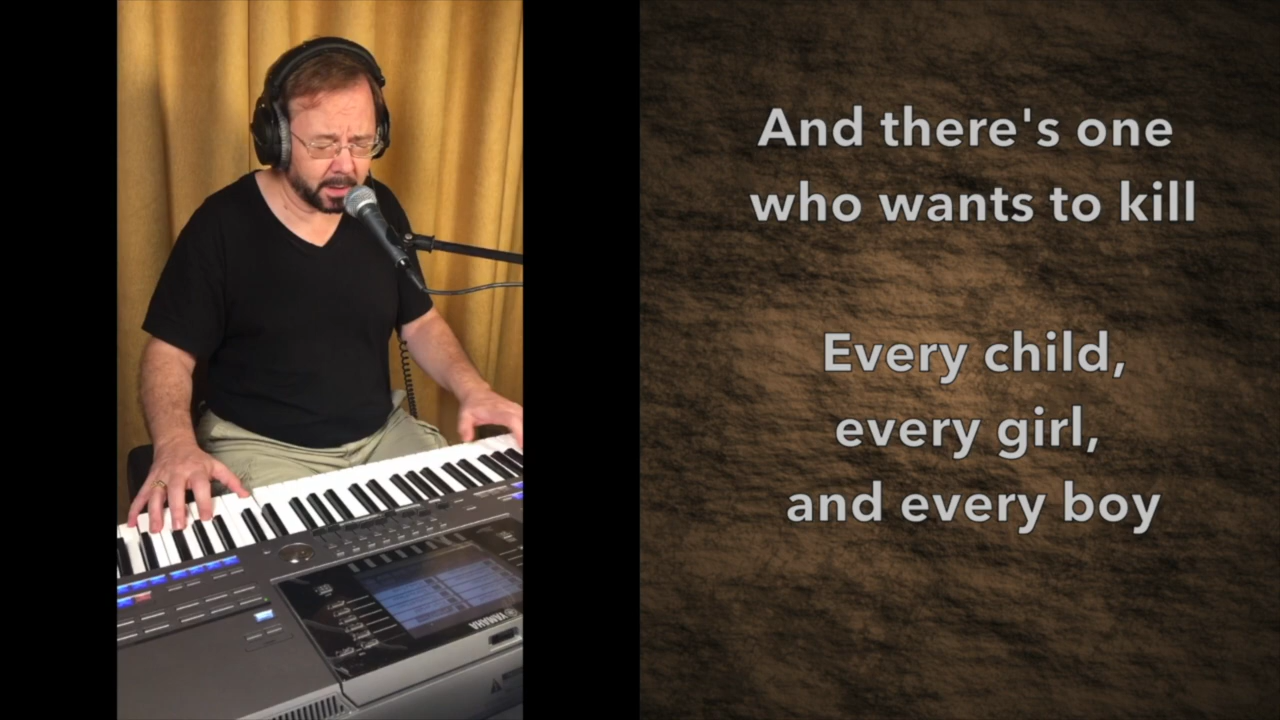 And there's one
who wants to kill
Every child,
every girl,
and every boy
YAMAHA